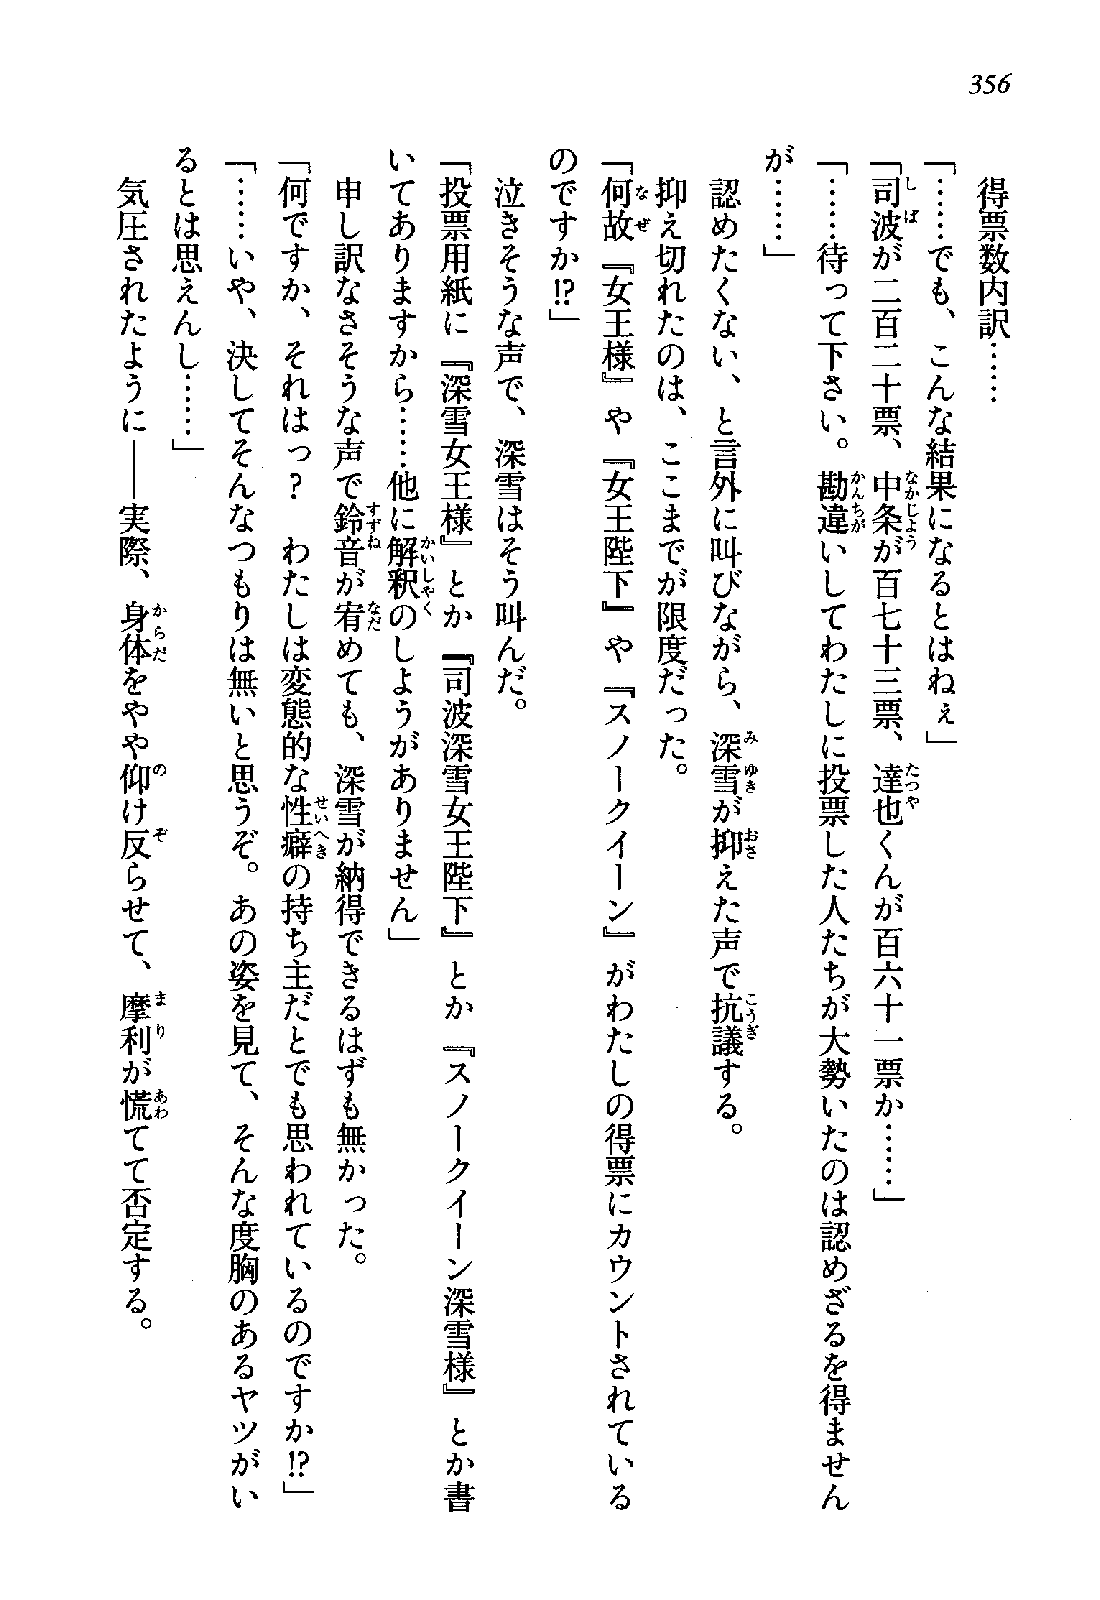 356
得票数内訳……
「……でも、こんな結果になるとはねぇ」
「司波が二百二十票、中条が百七十三票、達也くんが百六十一票か……」
「……待って下さい。勘違いしてわたしに投票した人たちが大勢いたのは認めざるを得ません
が……」
認めたくない、と言外に叫びながら、深雪が抑えた声で抗議する。
抑え切れたのは、ここまでが限度だった。
「何故『女王様』や『女王陛下』や『スノークイーン』がわたしの得票にカウントされている
のですか!?」
泣きそうな声で、深雪はそう叫んだ。
「投票用紙に『深雪女王様』とか『司波深雪女王陛下』とか『スノークイーン深雪様』とか書
いてありますから……他に解釈のしようがありません」
申し訳なさそうな声で鈴音が宥めても、深雪が納得できるはずも無かった。
「何ですか、それはっ？　わたしは変態的な性癖の持ち主だとでも思われているのですか!?」
「……いや、決してそんなつもりは無いと思うぞ。あの姿を見て、そんな度胸のあるヤツがい
るとは思えんし……」
気圧されたように――実際、身体をやや仰け反らせて、摩利が慌てて否定する。